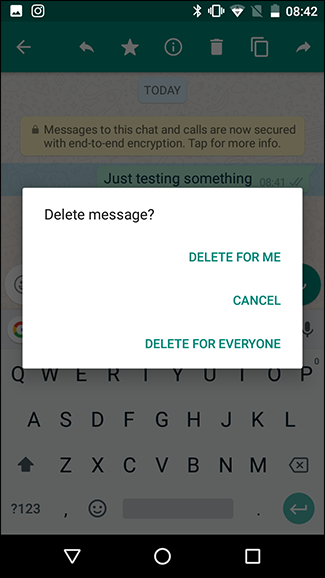 08:42
TODAY
Messages to this chat and calls are now secured
with end-to-end encryption. Tap for more info.
Just testing something 08:41
Delete message?
DELETE FOR ME
CANCEL
DELETE FOR EVERYONE
G
0
Q W E R T Y U I O P
A S D F G H J K L
Z X C V B N M
?123 , .